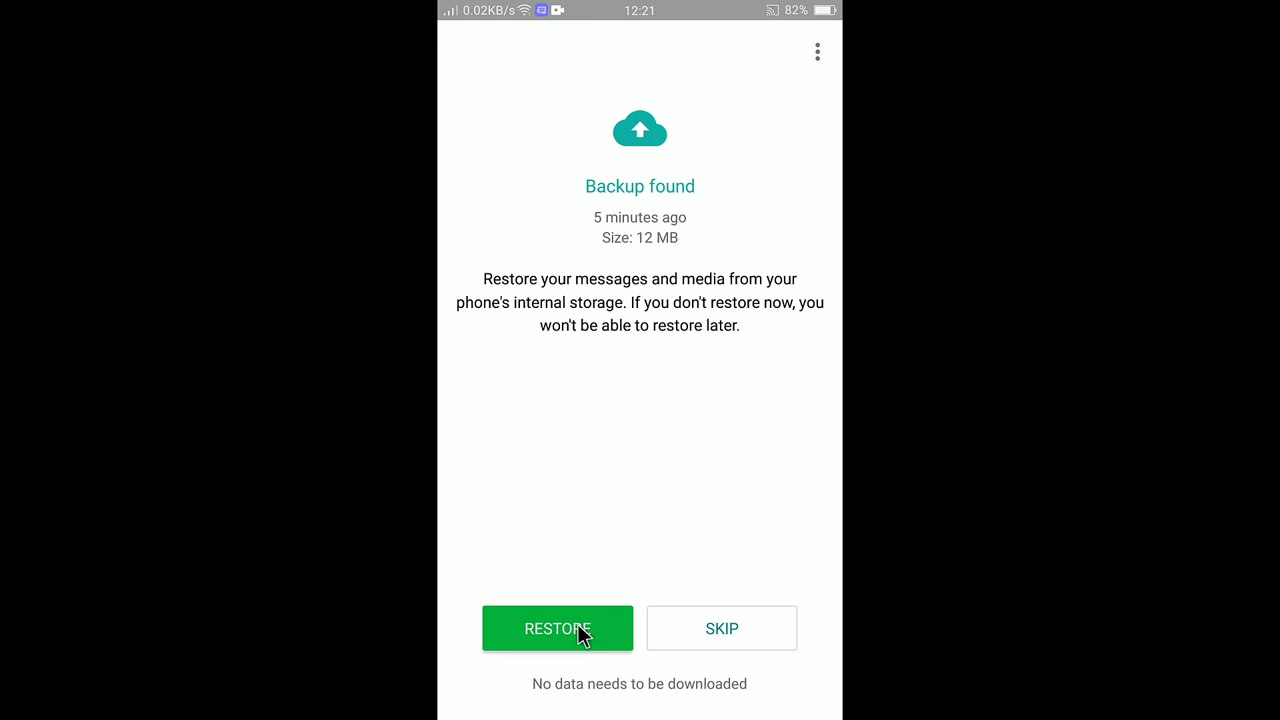 0.02KB/s 12:21 82%
Backup found
5 minutes ago
Size: 12 MB
Restore your messages and media from your
phone's internal storage. If you don't restore now, you
won't be able to restore later.
RESTORE SKIP
No data needs to be downloaded